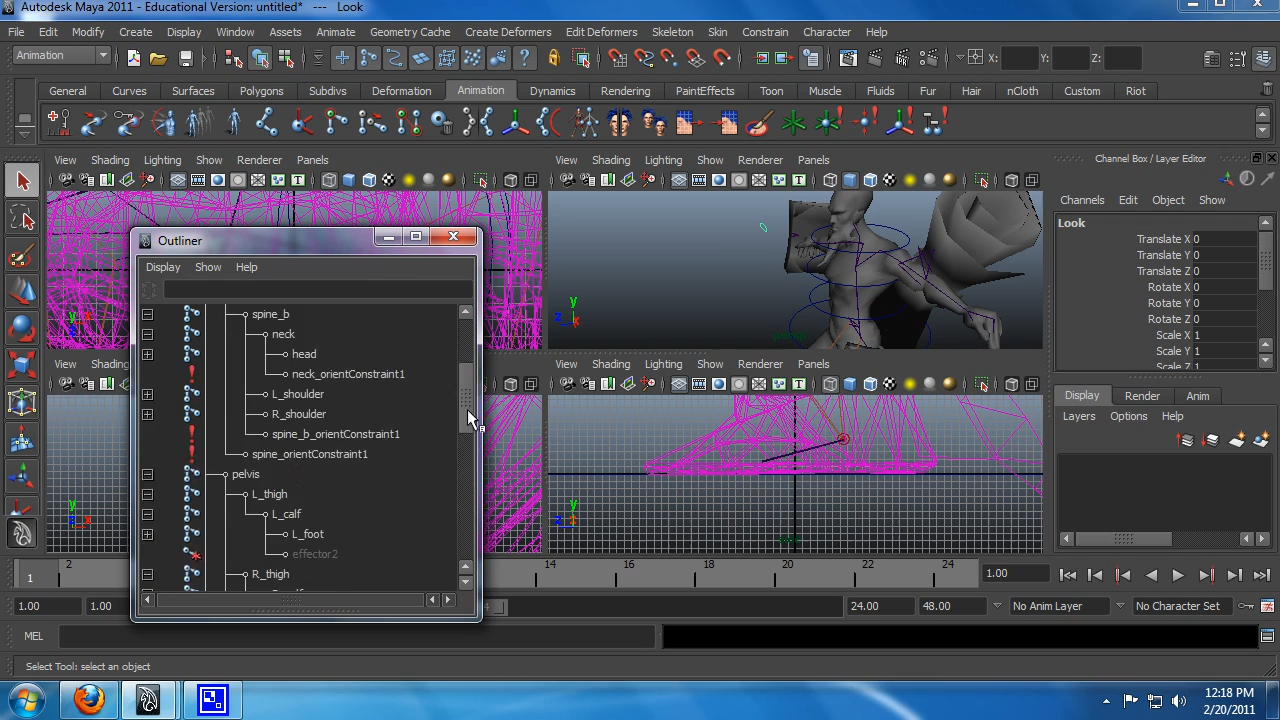 Autodesk Maya 2011 - Educational Version: untitled*   ---   Look
File Edit Modify Create Display Window Assets Animate Geometry Cache Create Deformers Edit Deformers Skeleton Skin Constrain Character Help
Animation X: Y: Z:
General Curves Surfaces Polygons Subdivs Deformation Animation Dynamics Rendering PaintEffects Toon Muscle Fluids Fur Hair nCloth Custom Riot
View Shading Lighting Show Renderer Panels
View Shading Lighting Show Renderer Panels
Channel Box / Layer Editor
Channels Edit Object Show
Look
Translate X 0
Translate Y 0
Translate Z 0
Rotate X 0
Rotate Y 0
Rotate Z 0
Scale X 1
Scale Y 1
Scale Z 1
y
z x
Outliner
Display Show Help
spine_b
neck
head
neck_orientConstraint1
L_shoulder
R_shoulder
spine_b_orientConstraint1
spine_orientConstraint1
pelvis
L_thigh
L_calf
L_foot
effector2
R_thigh
View Shading
View Shading Lighting Show Renderer Panels
y
x
y
z x
Display Render Anim
Layers Options Help
1 2 14 16 18 20 22 24 1.00
1.00 1.00 24.00 48.00 No Anim Layer No Character Set
MEL
Select Tool: select an object
12:18 PM
2/20/2011